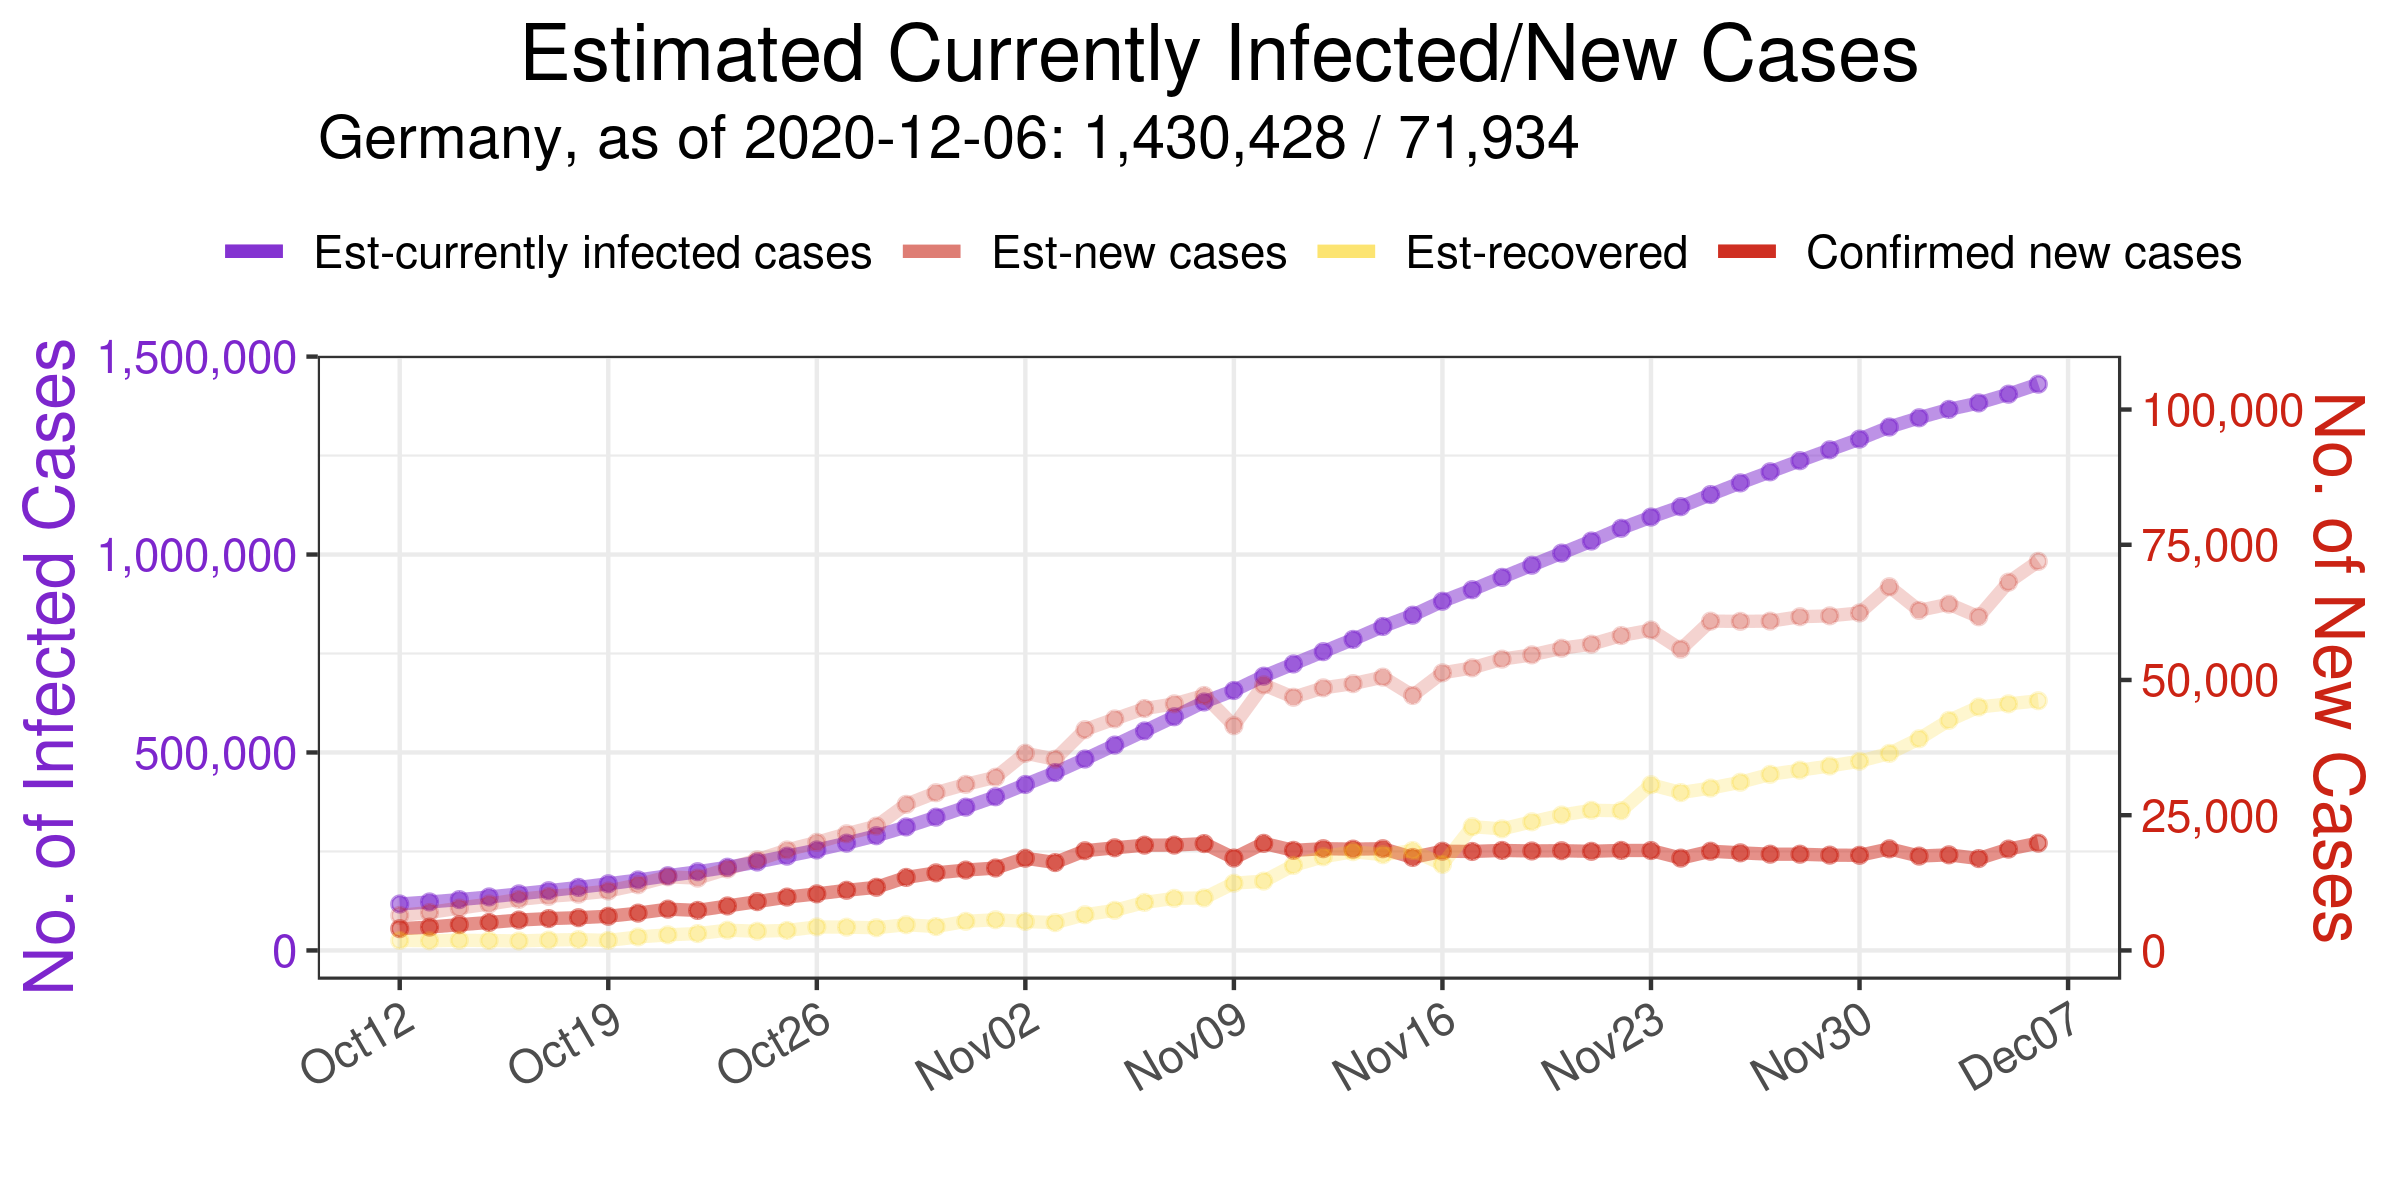 Estimated Currently Infected/New Cases
Germany, as of 2020-12-06: 1,430,428 / 71,934
Est-currently infected cases Est-new cases Est-recovered Confirmed new cases
No. of Infected Cases
1,500,000
1,000,000
500,000
0
100,000
75,000
50,000
25,000
0
No. of New Cases
Oct12 Oct19 Oct26 Nov02 Nov09 Nov16 Nov23 Nov30 Dec07